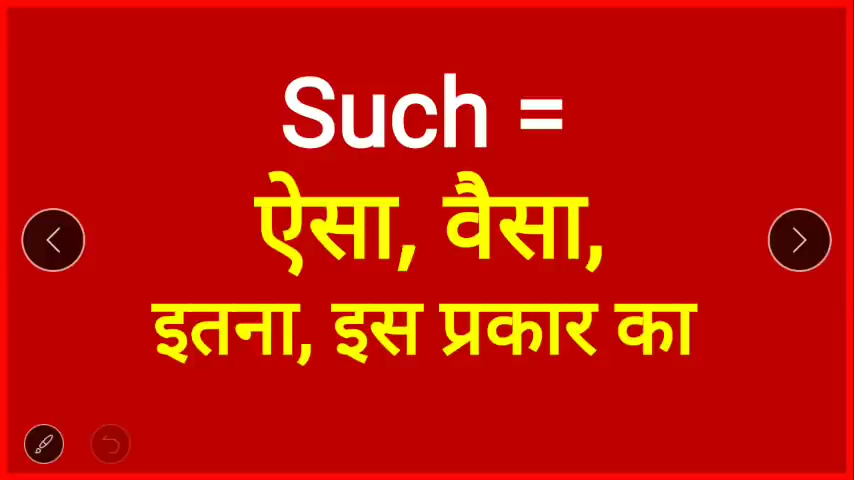 Such =
ऐसा, वैसा,
इतना, इस प्रकार का